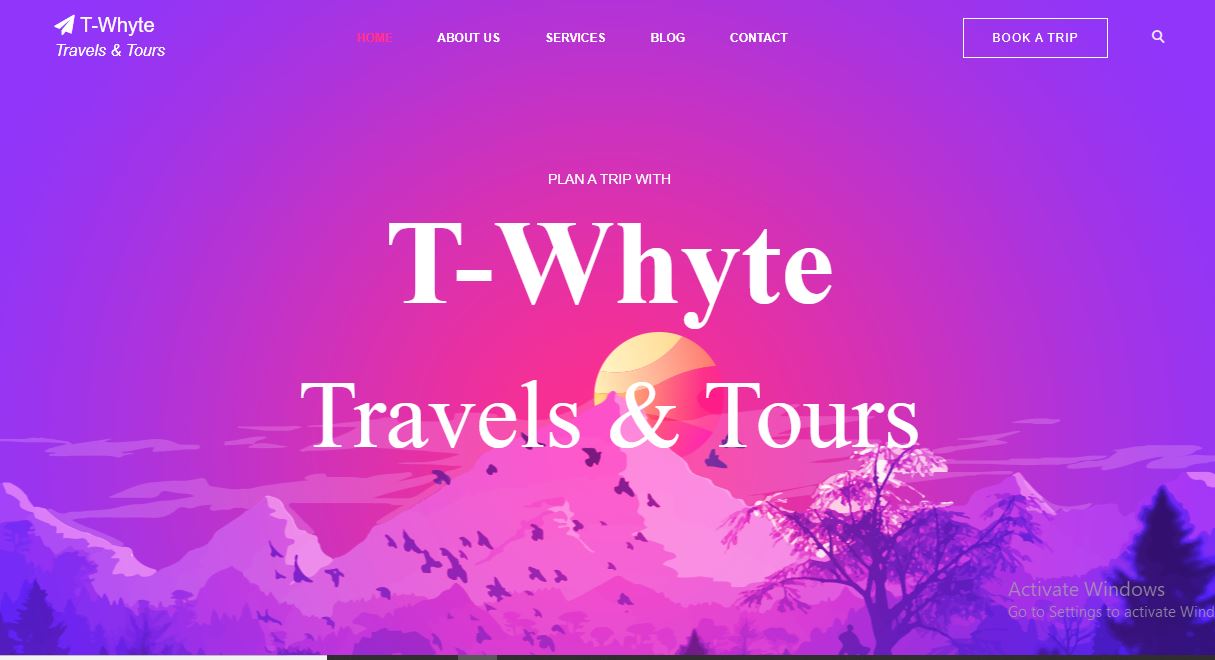 T-Whyte
Travels & Tours
HOME
ABOUT US
SERVICES
BLOG
CONTACT
BOOK A TRIP
PLAN A TRIP WITH
T-Whyte
Travels & Tours
Activate Windows
Go to Settings to activate Wind